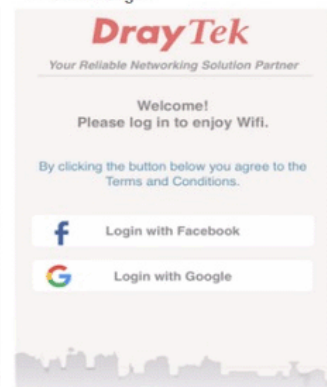 DrayTek
Your Reliable Networking Solution Partner
Welcome!
Please log in to enjoy Wifi.
By clicking the button below you agree to the
Terms and Conditions.
Login with Facebook
Login with Google